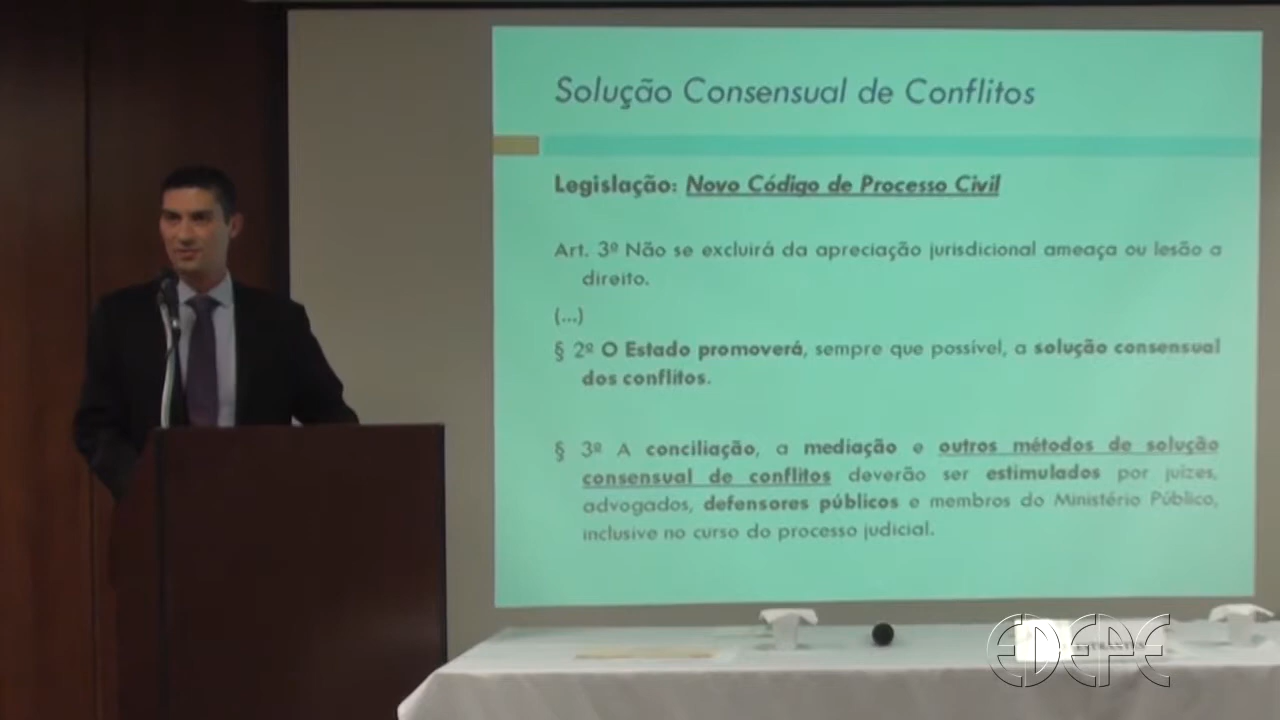 Solução Consensual de Conflitos
Legislação: Novo Código de Processo Civil
Art. 3º Não se excluirá da apreciação jurisdicional ameaça ou lesão a
direito.
(...)
§ 2º O Estado promoverá, sempre que possível, a solução consensual
dos conflitos.
§ 3º A conciliação, a mediação e outros métodos de solução
consensual de conflitos deverão ser estimulados por juízes,
advogados, defensores públicos e membros do Ministério Público,
inclusive no curso do processo judicial.
EDEPE